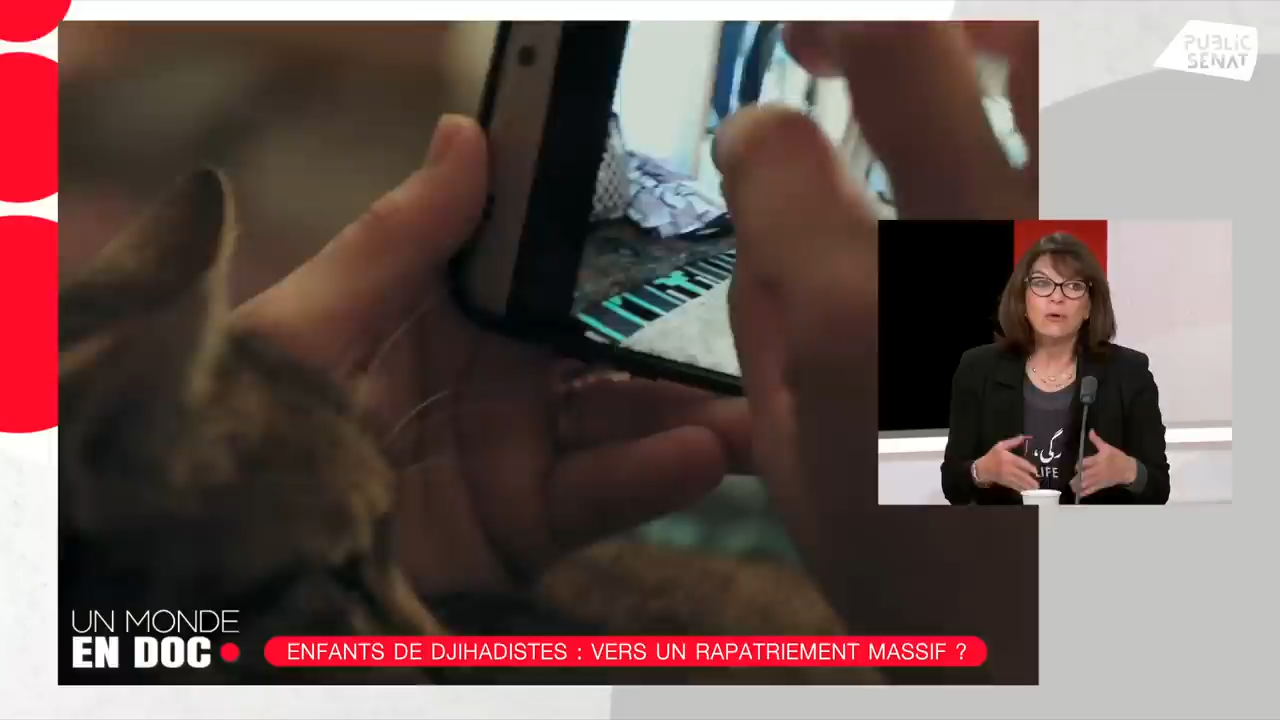 PUBLIC
SENAT
LIFE
UN MONDE
EN DOC
ENFANTS DE DJIHADISTES : VERS UN RAPATRIEMENT MASSIF ?